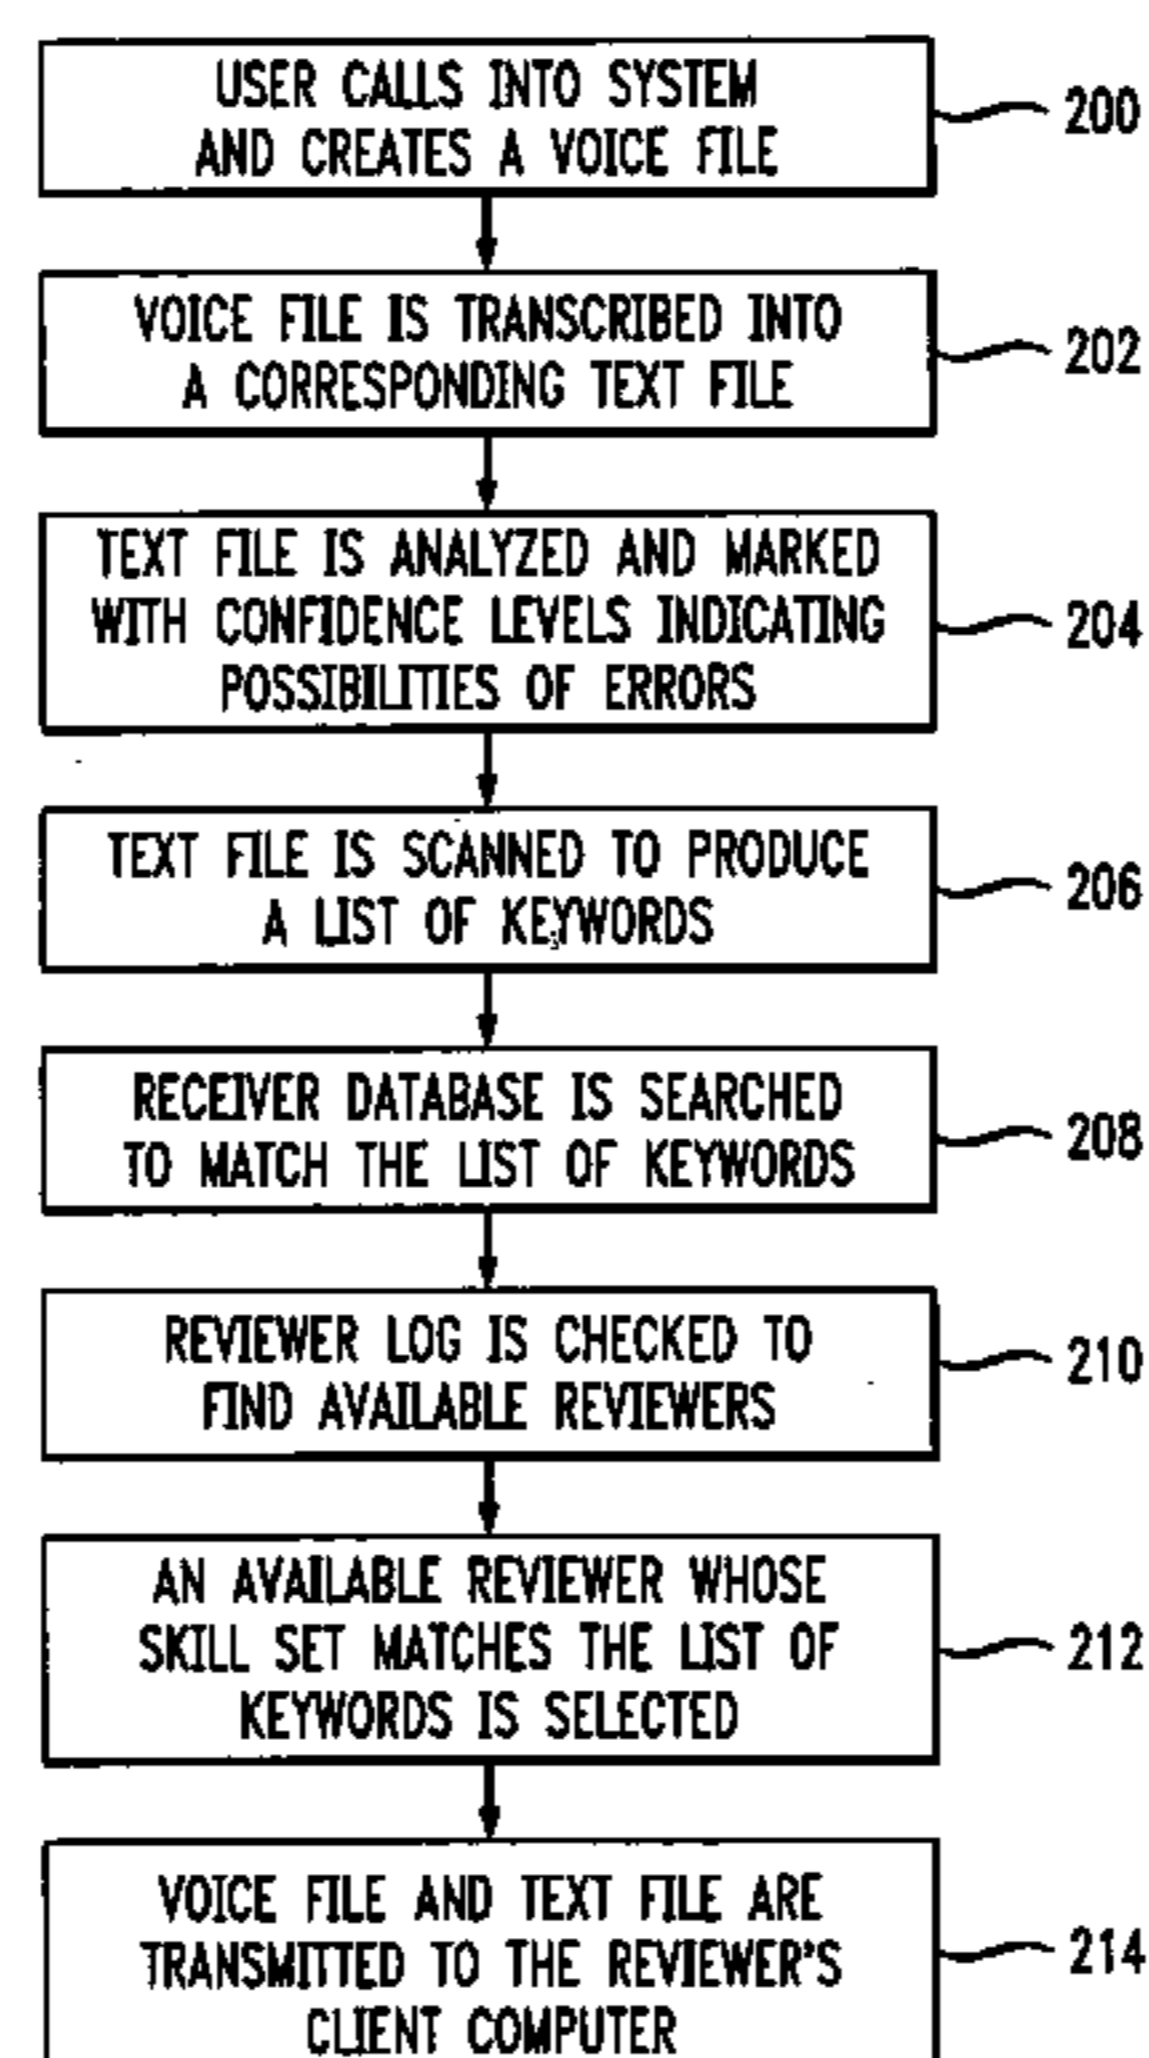 USER CALLS INTO SYSTEM
AND CREATES A VOICE FILE
200
VOICE FILE IS TRANSCRIBED INTO
A CORRESPONDING TEXT FILE
202
TEXT FILE IS ANALYZED AND MARKED
WITH CONFIDENCE LEVELS INDICATING
POSSIBILITIES OF ERRORS
204
TEXT FILE IS SCANNED TO PRODUCE
A LIST OF KEYWORDS
206
RECEIVER DATABASE IS SEARCHED
TO MATCH THE LIST OF KEYWORDS
208
REVIEWER LOG IS CHECKED TO
FIND AVAILABLE REVIEWERS
210
AN AVAILABLE REVIEWER WHOSE
SKILL SET MATCHES THE LIST OF
KEYWORDS IS SELECTED
212
VOICE FILE AND TEXT FILE ARE
TRANSMITTED TO THE REVIEWER'S
CLIENT COMPUTER
214